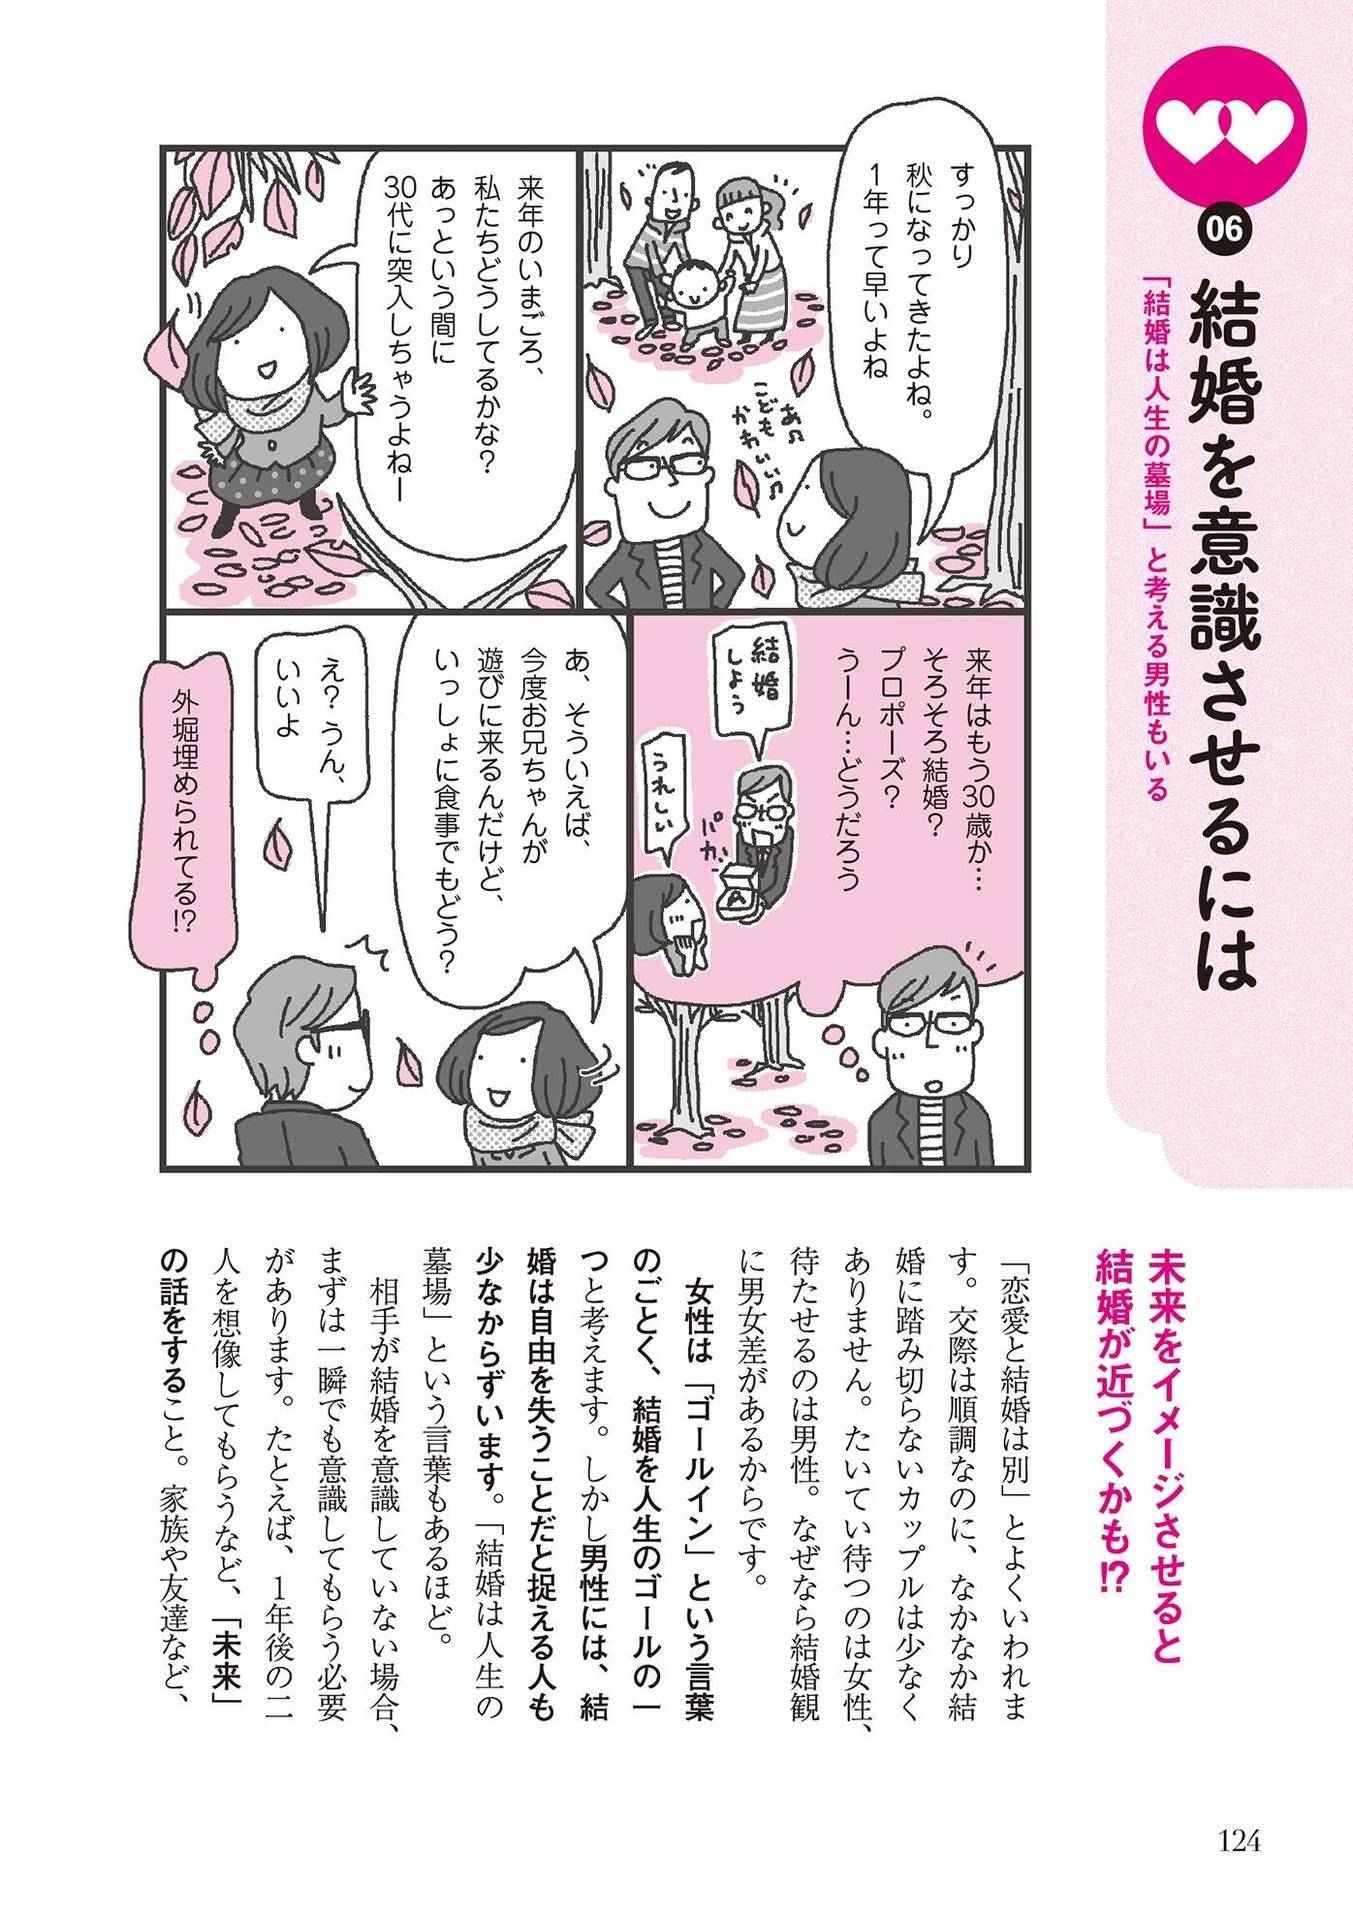 06
結婚を意識させるには
「結婚は人生の墓場」と考える男性もいる
すっかり
秋になってきたよね。
1年って早いよね
あ♫
こども
かわいい♫
来年のいまごろ、
私たちどうしてるかな？
あっという間に
30代に突入しちゃうよねー
来年はもう30歳か…
そろそろ結婚？
プロポーズ？
うーん…どうだろう
結婚
しよう
パカッ
うれしい
あ、そういえば、
今度お兄ちゃんが
遊びに来るんだけど、
いっしょに食事でもどう？
え？うん、
いいよ
外堀埋められてる!?
未来をイメージさせると
結婚が近づくかも!?
「恋愛と結婚は別」とよくいわれま
す。交際は順調なのに、なかなか結
婚に踏み切らないカップルは少なく
ありません。たいてい待つのは女性、
待たせるのは男性。なぜなら結婚観
に男女差があるからです。
女性は「ゴールイン」という言葉
のごとく、結婚を人生のゴールの一
つと考えます。しかし男性には、結
婚は自由を失うことだと捉える人も
少なからずいます。「結婚は人生の
墓場」という言葉もあるほど。
相手が結婚を意識していない場合、
まずは一瞬でも意識してもらう必要
があります。たとえば、1年後の二
人を想像してもらうなど、「未来」
の話をすること。家族や友達など、
124